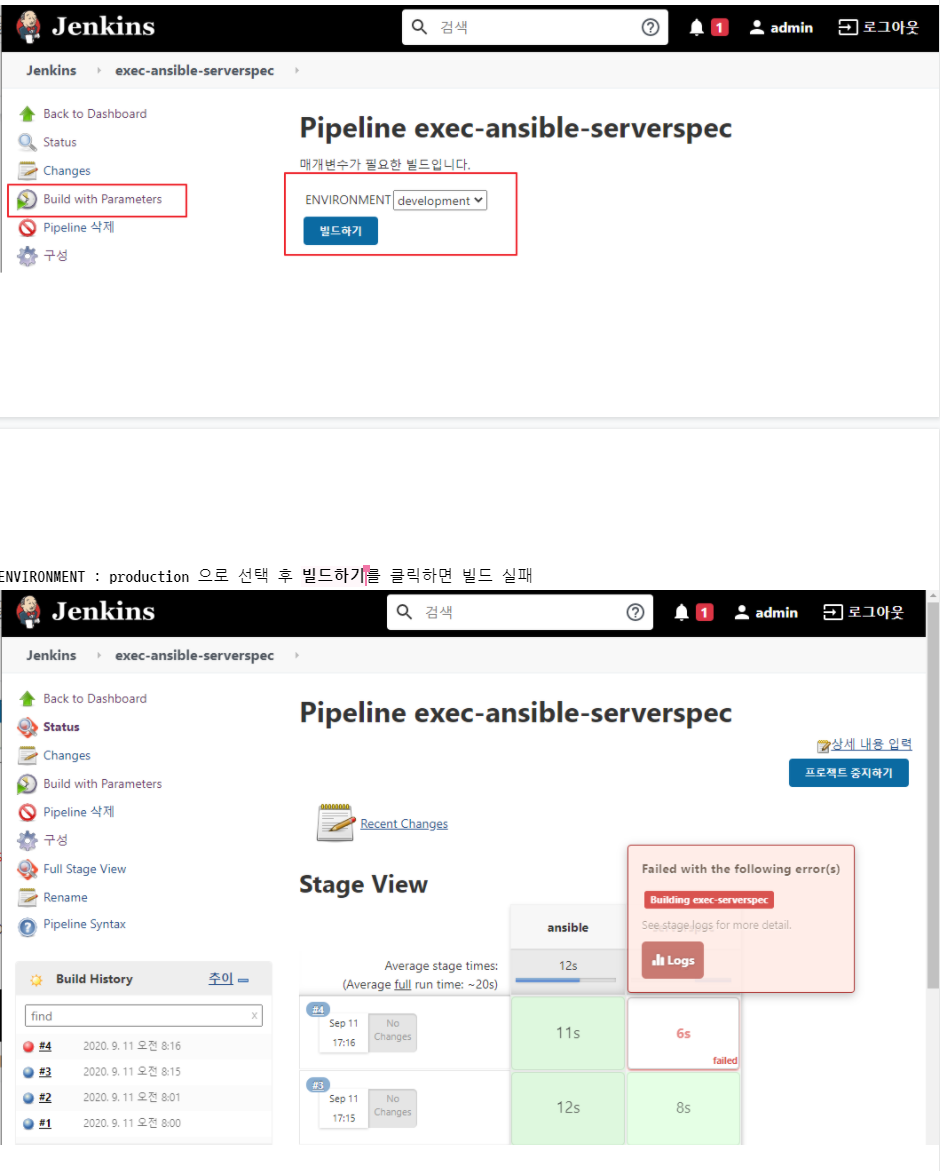 Jenkins
검색
1
admin
로그아웃
Jenkins
exec-ansible-serverspec
Back to Dashboard
Status
Changes
Build with Parameters
Pipeline 삭제
구성
Pipeline exec-ansible-serverspec
매개변수가 필요한 빌드입니다.
ENVIRONMENT
development
빌드하기
ENVIRONMENT : production 으로 선택 후 빌드하기를 클릭하면 빌드 실패
Jenkins
검색
1
admin
로그아웃
Jenkins
exec-ansible-serverspec
Back to Dashboard
Status
Changes
Build with Parameters
Pipeline 삭제
구성
Full Stage View
Rename
Pipeline Syntax
Build History
추이
find
x
#4
2020. 9. 11 오전 8:16
#3
2020. 9. 11 오전 8:15
#2
2020. 9. 11 오전 8:01
#1
2020. 9. 11 오전 8:00
Pipeline exec-ansible-serverspec
상세 내용 입력
프로젝트 중지하기
Recent Changes
Stage View
Failed with the following error(s)
Building exec-serverspec
See stage logs for more detail.
Logs
ansible
Average stage times:
(Average full run time: ~20s)
12s
#4
Sep 11
17:16
No
Changes
11s
6s
failed
#3
Sep 11
17:15
No
Changes
12s
8s